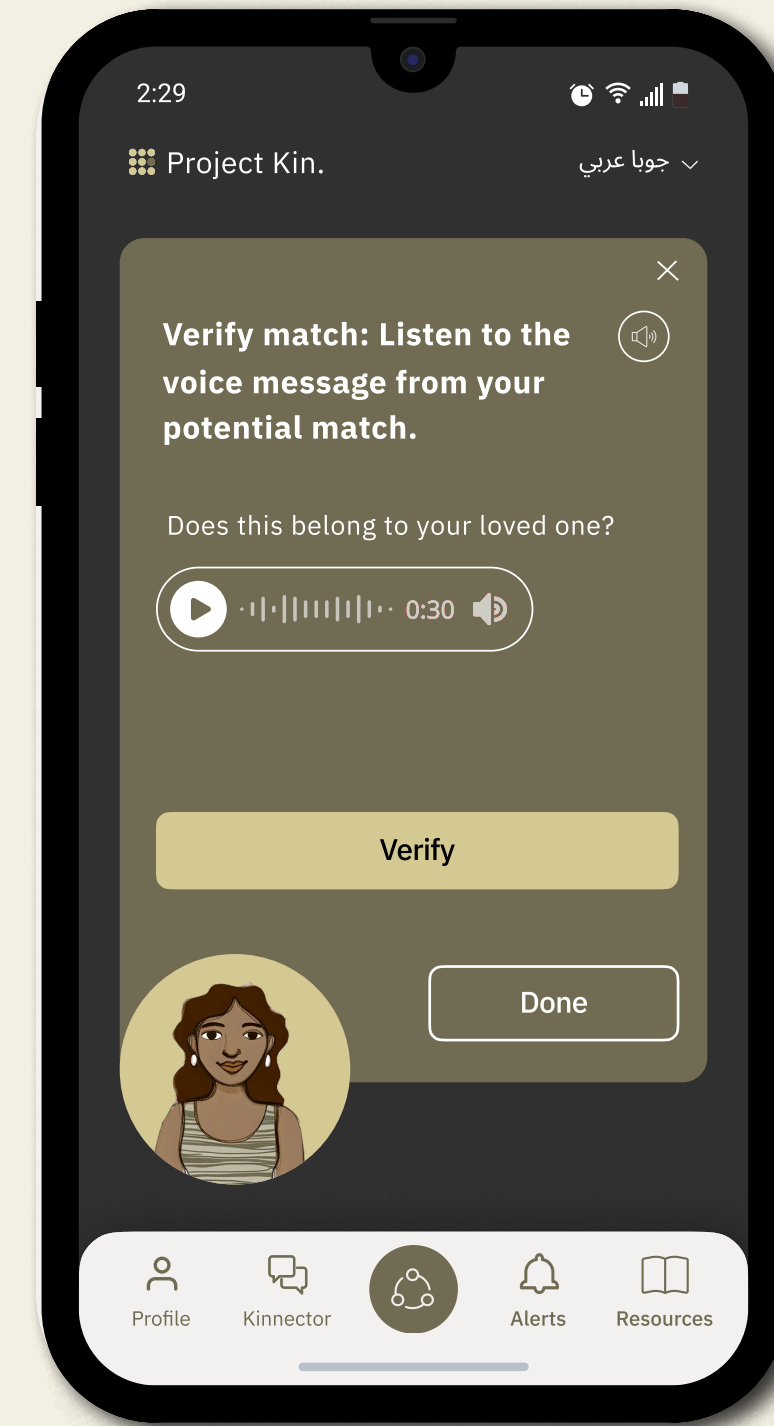 2:29
Project Kin.
جوبا عربي
Verify match: Listen to the
voice message from your
potential match.
Does this belong to your loved one?
0:30
Verify
Done
Profile
Kinnector
Alerts
Resources